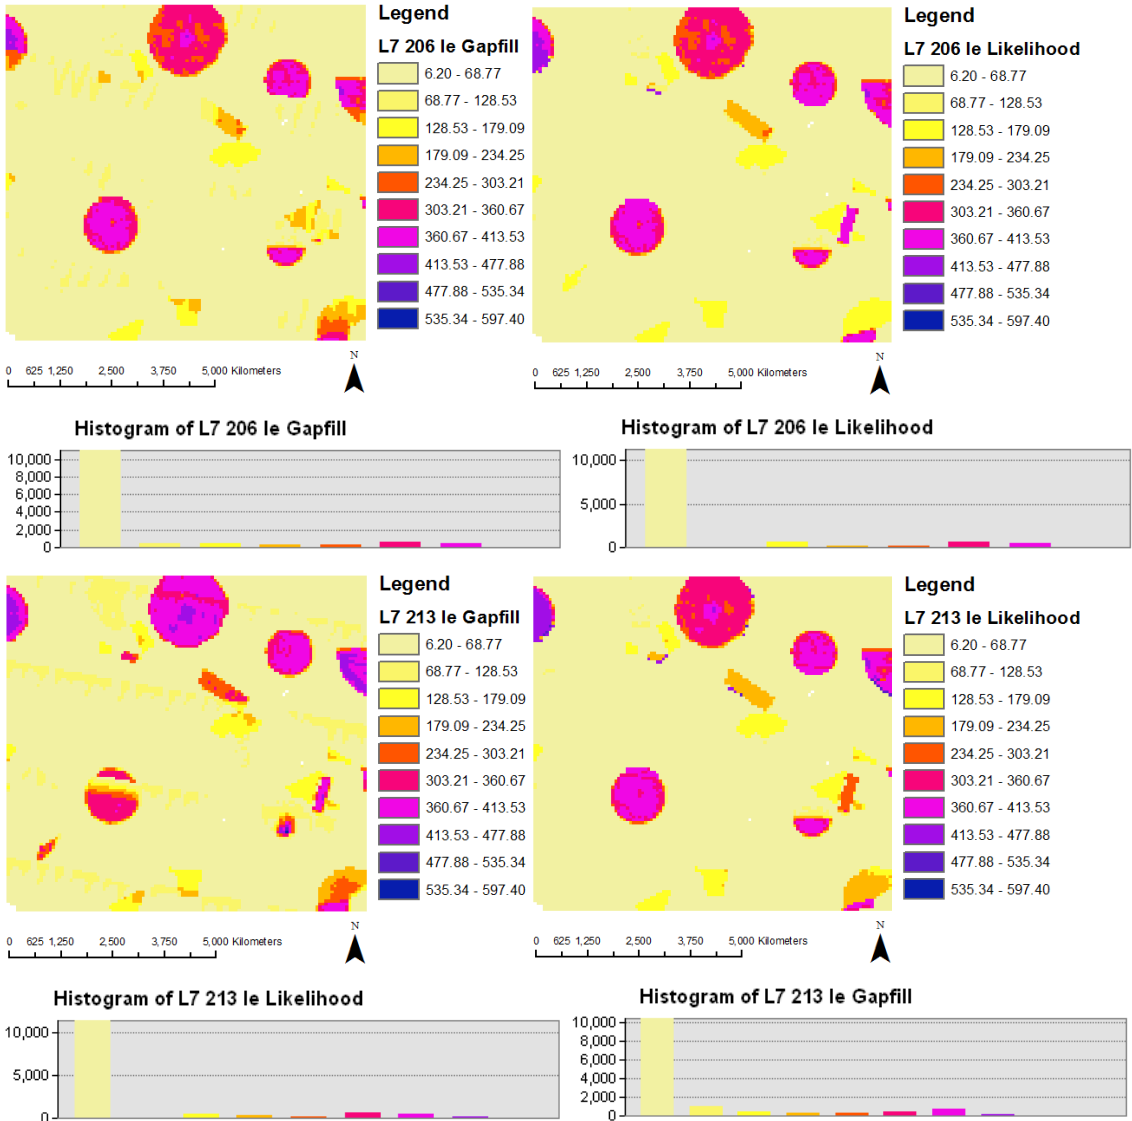 Legend
L7 206 le Gapfill
6.20 - 68.77
68.77 - 128.53
128.53 - 179.09
179.09 - 234.25
234.25 - 303.21
303.21 - 360.67
360.67 - 413.53
413.53 - 477.88
477.88 - 535.34
535.34 - 597.40
N
0 625 1,250 2,500 3,750 5,000 Kilometers
Legend
L7 206 le Likelihood
6.20 - 68.77
68.77 - 128.53
128.53 - 179.09
179.09 - 234.25
234.25 - 303.21
303.21 - 360.67
360.67 - 413.53
413.53 - 477.88
477.88 - 535.34
535.34 - 597.40
N
0 625 1,250 2,500 3,750 5,000 Kilometers
Histogram of L7 206 le Gapfill
10,000
8,000
6,000
4,000
2,000
0
Histogram of L7 206 le Likelihood
10,000
5,000
0
Legend
L7 213 le Gapfill
6.20 - 68.77
68.77 - 128.53
128.53 - 179.09
179.09 - 234.25
234.25 - 303.21
303.21 - 360.67
360.67 - 413.53
413.53 - 477.88
477.88 - 535.34
535.34 - 597.40
N
0 625 1,250 2,500 3,750 5,000 Kilometers
Legend
L7 213 le Likelihood
6.20 - 68.77
68.77 - 128.53
128.53 - 179.09
179.09 - 234.25
234.25 - 303.21
303.21 - 360.67
360.67 - 413.53
413.53 - 477.88
477.88 - 535.34
535.34 - 597.40
N
0 625 1,250 2,500 3,750 5,000 Kilometers
Histogram of L7 213 le Likelihood
10,000
5,000
0
Histogram of L7 213 le Gapfill
10,000
8,000
6,000
4,000
2,000
0